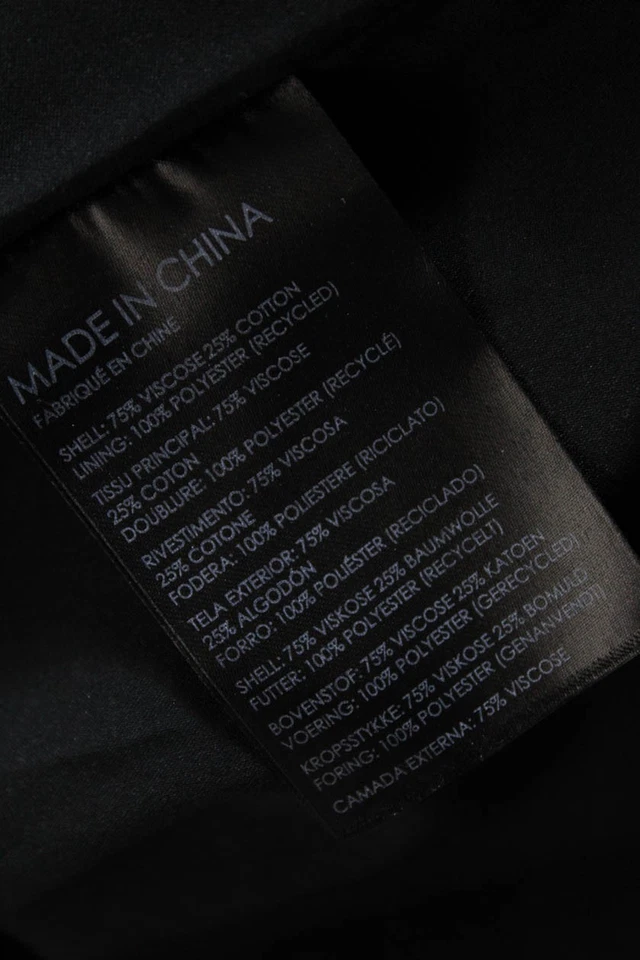 MADE IN CHINA
FABRIQUÉ EN CHINE
SHELL: 75% VISCOSE 25% COTTON
LINING: 100% POLYESTER (RECYCLED)
TISSU PRINCIPAL: 75% VISCOSE
25% COTON
DOUBLURE: 100% POLYESTER (RECYCLÉ)
RIVESTIMENTO: 75% VISCOSA
25% COTONE
FODERA: 100% POLIESTERE (RICICLATO)
TELA EXTERIOR: 75% VISCOSA
25% ALGODÓN
FORRO: 100% POLIÉSTER (RECICLADO)
SHELL: 75% VISKOSE 25% BAUMWOLLE
FUTTER: 100% POLYESTER (RECYCELT)
BOVENSTOF: 75% VISCOSE 25% KATOEN
VOERING: 100% POLYESTER (GERECYCLED)
KROPSSTYKKE: 75% VISKOSE 25% BOMULD
FORING: 100% POLYESTER (GENANVENDT)
CAMADA EXTERNA: 75% VISCOSE